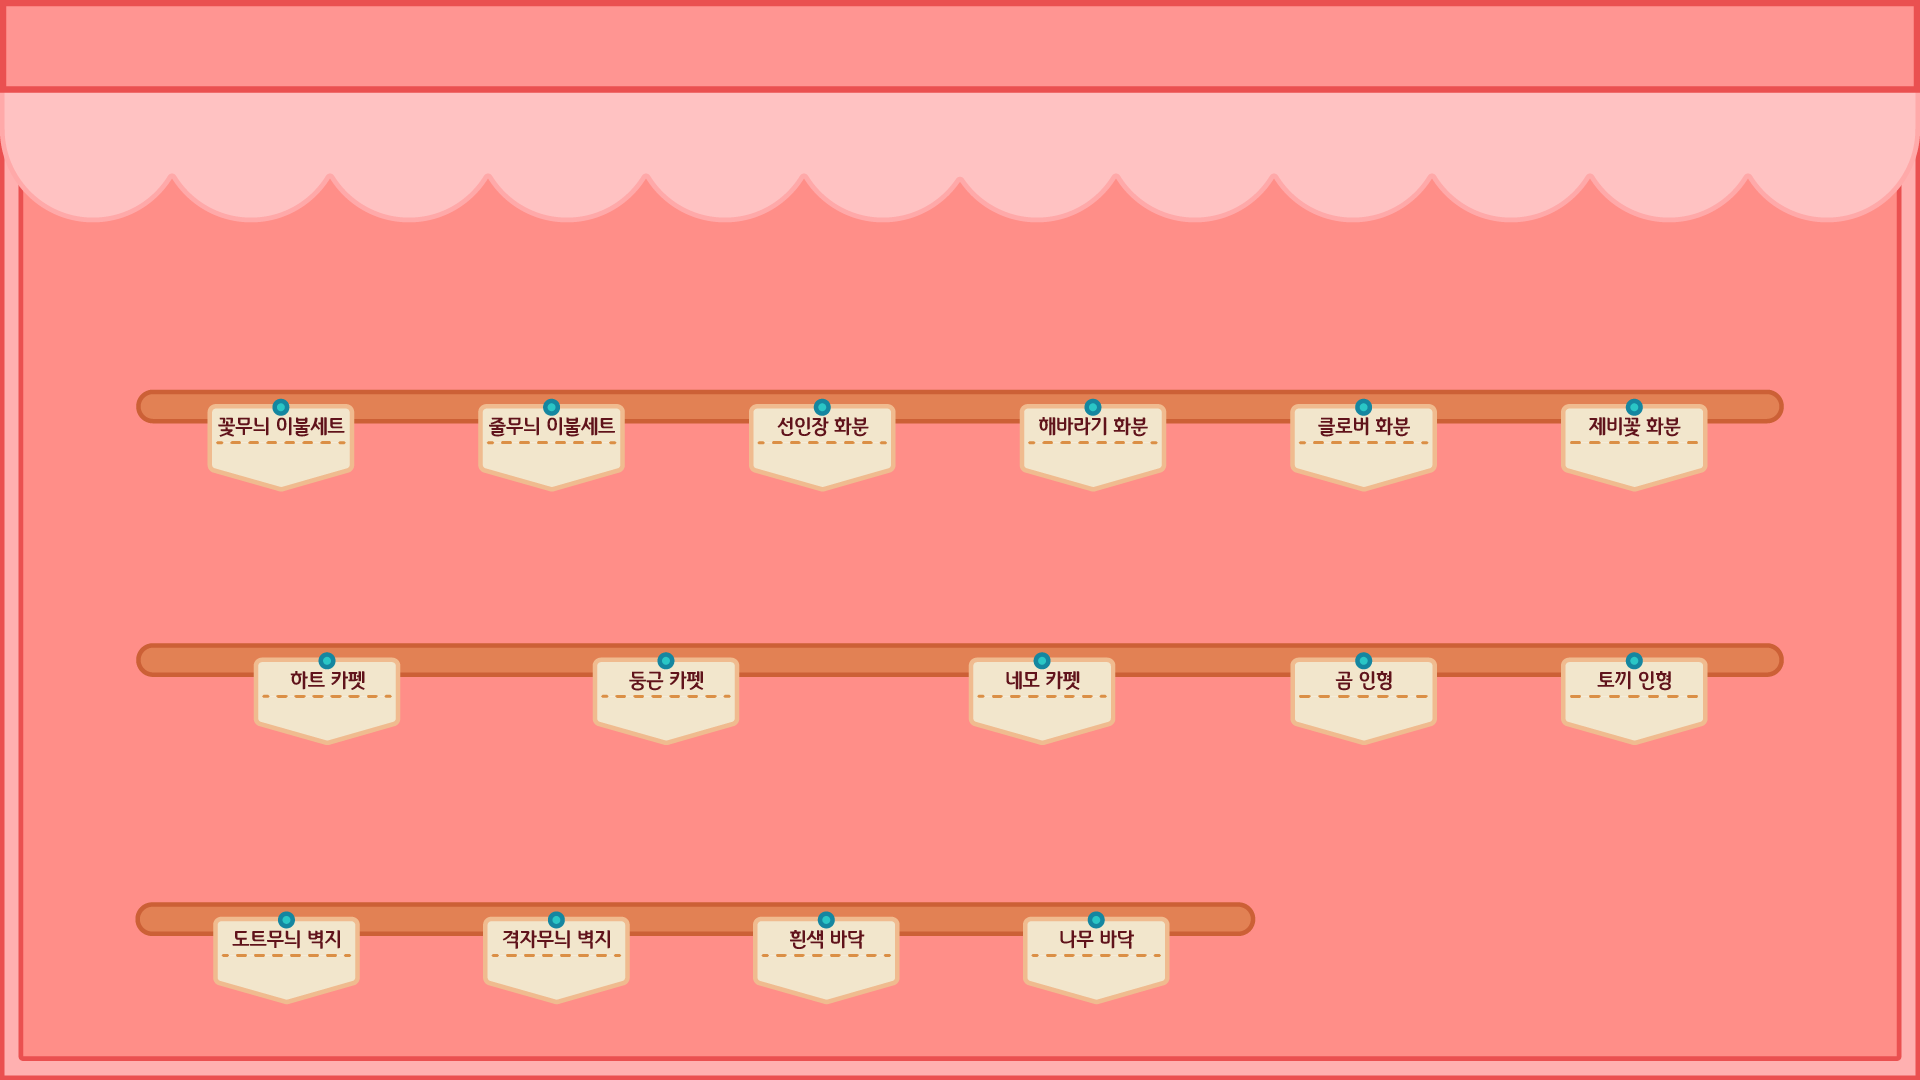 꽃무늬 이불세트
줄무늬 이불세트
선인장 화분
해바라기 화분
클로버 화분
제비꽃 화분
하트 카펫
둥근 카펫
네모 카펫
곰 인형
토끼 인형
도트무늬 벽지
격자무늬 벽지
흰색 바닥
나무 바닥